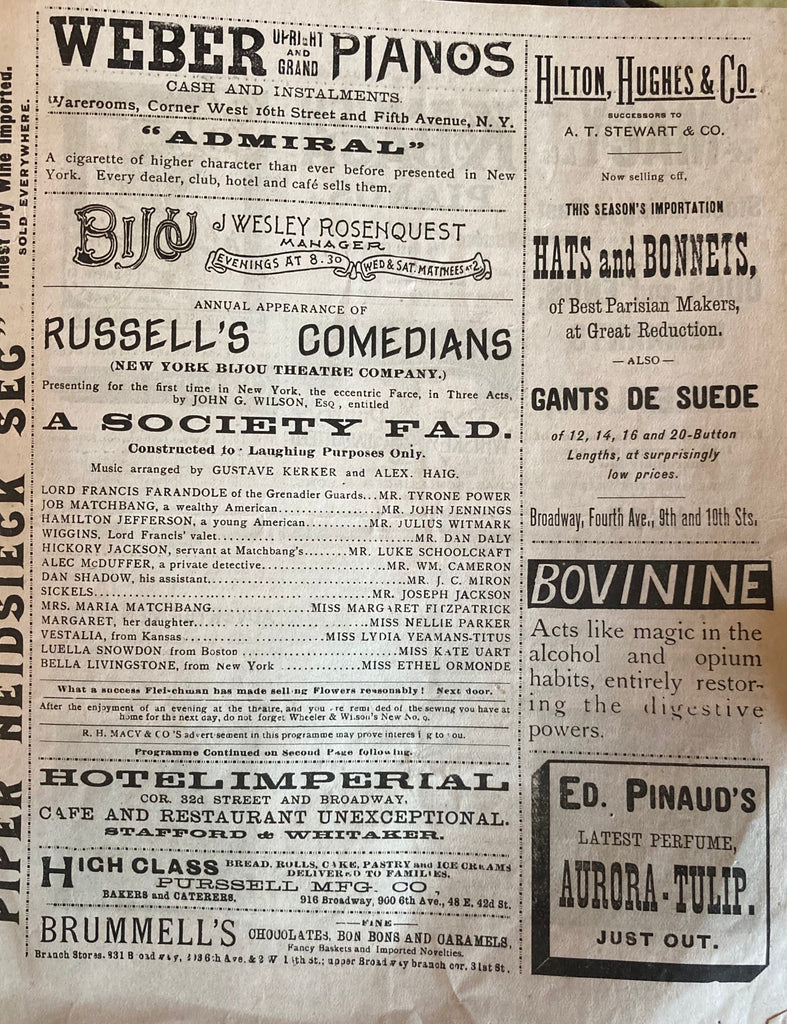 WEBER UPRIGHT AND GRAND PIANOS
CASH AND INSTALMENTS.
Warerooms, Corner West 16th Street and Fifth Avenue, N. Y.
"ADMIRAL"
A cigarette of higher character than ever before presented in New
York. Every dealer, club, hotel and café sells them.
BIJOU
J WESLEY ROSENQUEST
MANAGER
EVENINGS AT 8.30 WED & SAT. MATINEES AT 2.
ANNUAL APPEARANCE OF
RUSSELL'S COMEDIANS
(NEW YORK BIJOU THEATRE COMPANY.)
Presenting for the first time in New York, the eccentric Farce, in Three Acts,
by JOHN G. WILSON, Esq, entitled
A SOCIETY FAD.
Constructed for Laughing Purposes Only.
Music arranged by GUSTAVE KERKER and ALEX. HAIG.
LORD FRANCIS FARANDOLE of the Grenadier Guards...MR. TYRONE POWER
JOB MATCHBANG, a wealthy American...MR. JOHN JENNINGS
HAMILTON JEFFERSON, a young American...MR. JULIUS WITMARK
WIGGINS, Lord Francis' valet...MR. DAN DALY
HICKORY JACKSON, servant at Matchbang's...MR. LUKE SCHOOLCRAFT
ALEC McDUFFER, a private detective...MR. WM. CAMERON
DAN SHADOW, his assistant...MR. J. C. MIRON
SICKELS...MR. JOSEPH JACKSON
MRS. MARIA MATCHBANG...MISS MARGARET FITZPATRICK
MARGARET, her daughter...MISS NELLIE PARKER
VESTALIA, from Kansas...MISS LYDIA YEAMANS-TITUS
LUELLA SNOWDON from Boston...MISS KATE UART
BELLA LIVINGSTONE, from New York...MISS ETHEL ORMONDE
What a success Fleischman has made selling Flowers reasonably! Next door.
After the enjoyment of an evening at the theatre, and you are reminded of the sewing you have at
home for the next day, do not forget Wheeler & Wilson's New No. 9.
R. H. MACY & CO'S advertisement in this programme may prove interesting to you.
Programme Continued on Second Page following.
HOTEL IMPERIAL
COR. 32d STREET AND BROADWAY,
CAFE AND RESTAURANT UNEXCEPTIONAL.
STAFFORD & WHITAKER.
HIGH CLASS BREAD, ROLLS, CAKE, PASTRY and ICE CREAMS
DELIVERED TO FAMILIES.
PURSSELL MFG. CO,
BAKERS and CATERERS. 916 Broadway, 900 6th Ave., 48 E. 42d St.
BRUMMELL'S FINE
CHOCOLATES, BON BONS AND CARAMELS,
Fancy Baskets and Imported Novelties.
Branch Stores. 831 Broadway, 6th Ave. & 2 W 14th St.; upper Broadway branch cor. 31st St.
HILTON, HUGHES & CO.
SUCCESSORS TO
A. T. STEWART & CO.
Now selling off,
THIS SEASON'S IMPORTATION
HATS and BONNETS,
of Best Parisian Makers,
at Great Reduction.
—ALSO—
GANTS DE SUEDE
of 12, 14, 16 and 20-Button
Lengths, at surprisingly
low prices.
Broadway, Fourth Ave., 9th and 10th Sts.
BOVININE
Acts like magic in the
alcohol and opium
habits, entirely restor-
ing the digestive
powers.
ED. PINAUD'S
LATEST PERFUME,
AURORA-TULIP.
JUST OUT.
PIPER HEIDSIECK SEC"
Finest Dry Wine Imported.
SOLD EVERYWHERE.